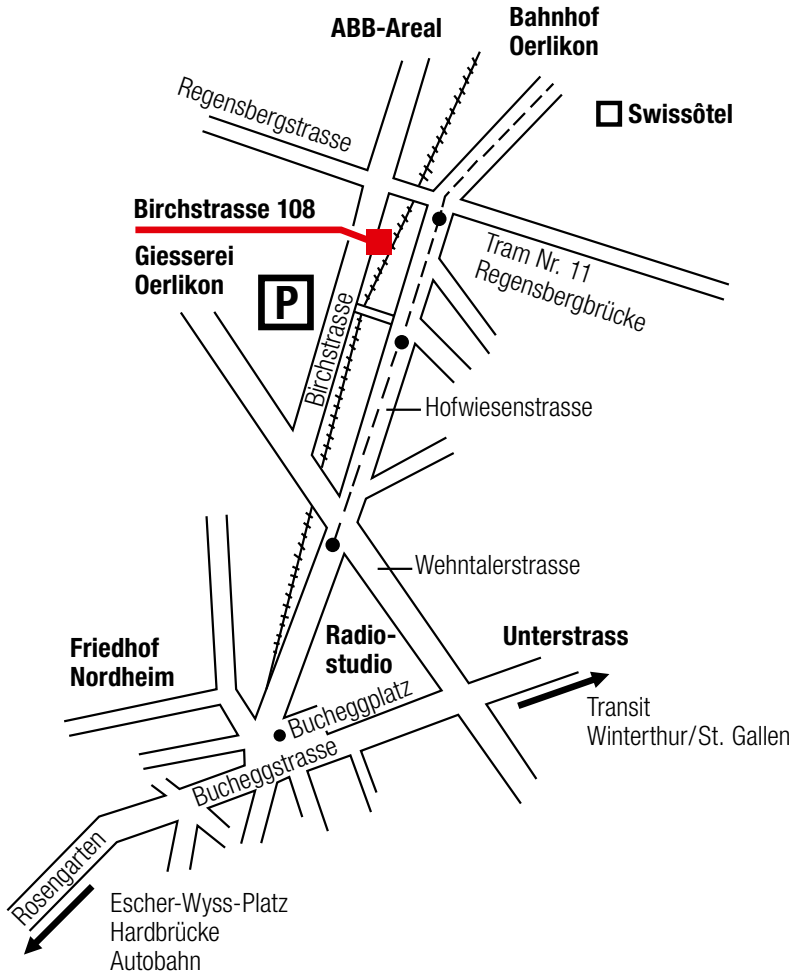 ABB-Areal
Bahnhof
Oerlikon
Regensbergstrasse
Swissôtel
Birchstrasse 108
Giesserei
Oerlikon
Tram Nr. 11
Regensbergbrücke
P
Birchstrasse
Hofwiesenstrasse
Wehntalerstrasse
Friedhof
Nordheim
Radio-
studio
Unterstrass
Bucheggplatz
Transit
Winterthur/St. Gallen
Bucheggstrasse
Rosengarten
Escher-Wyss-Platz
Hardbrücke
Autobahn